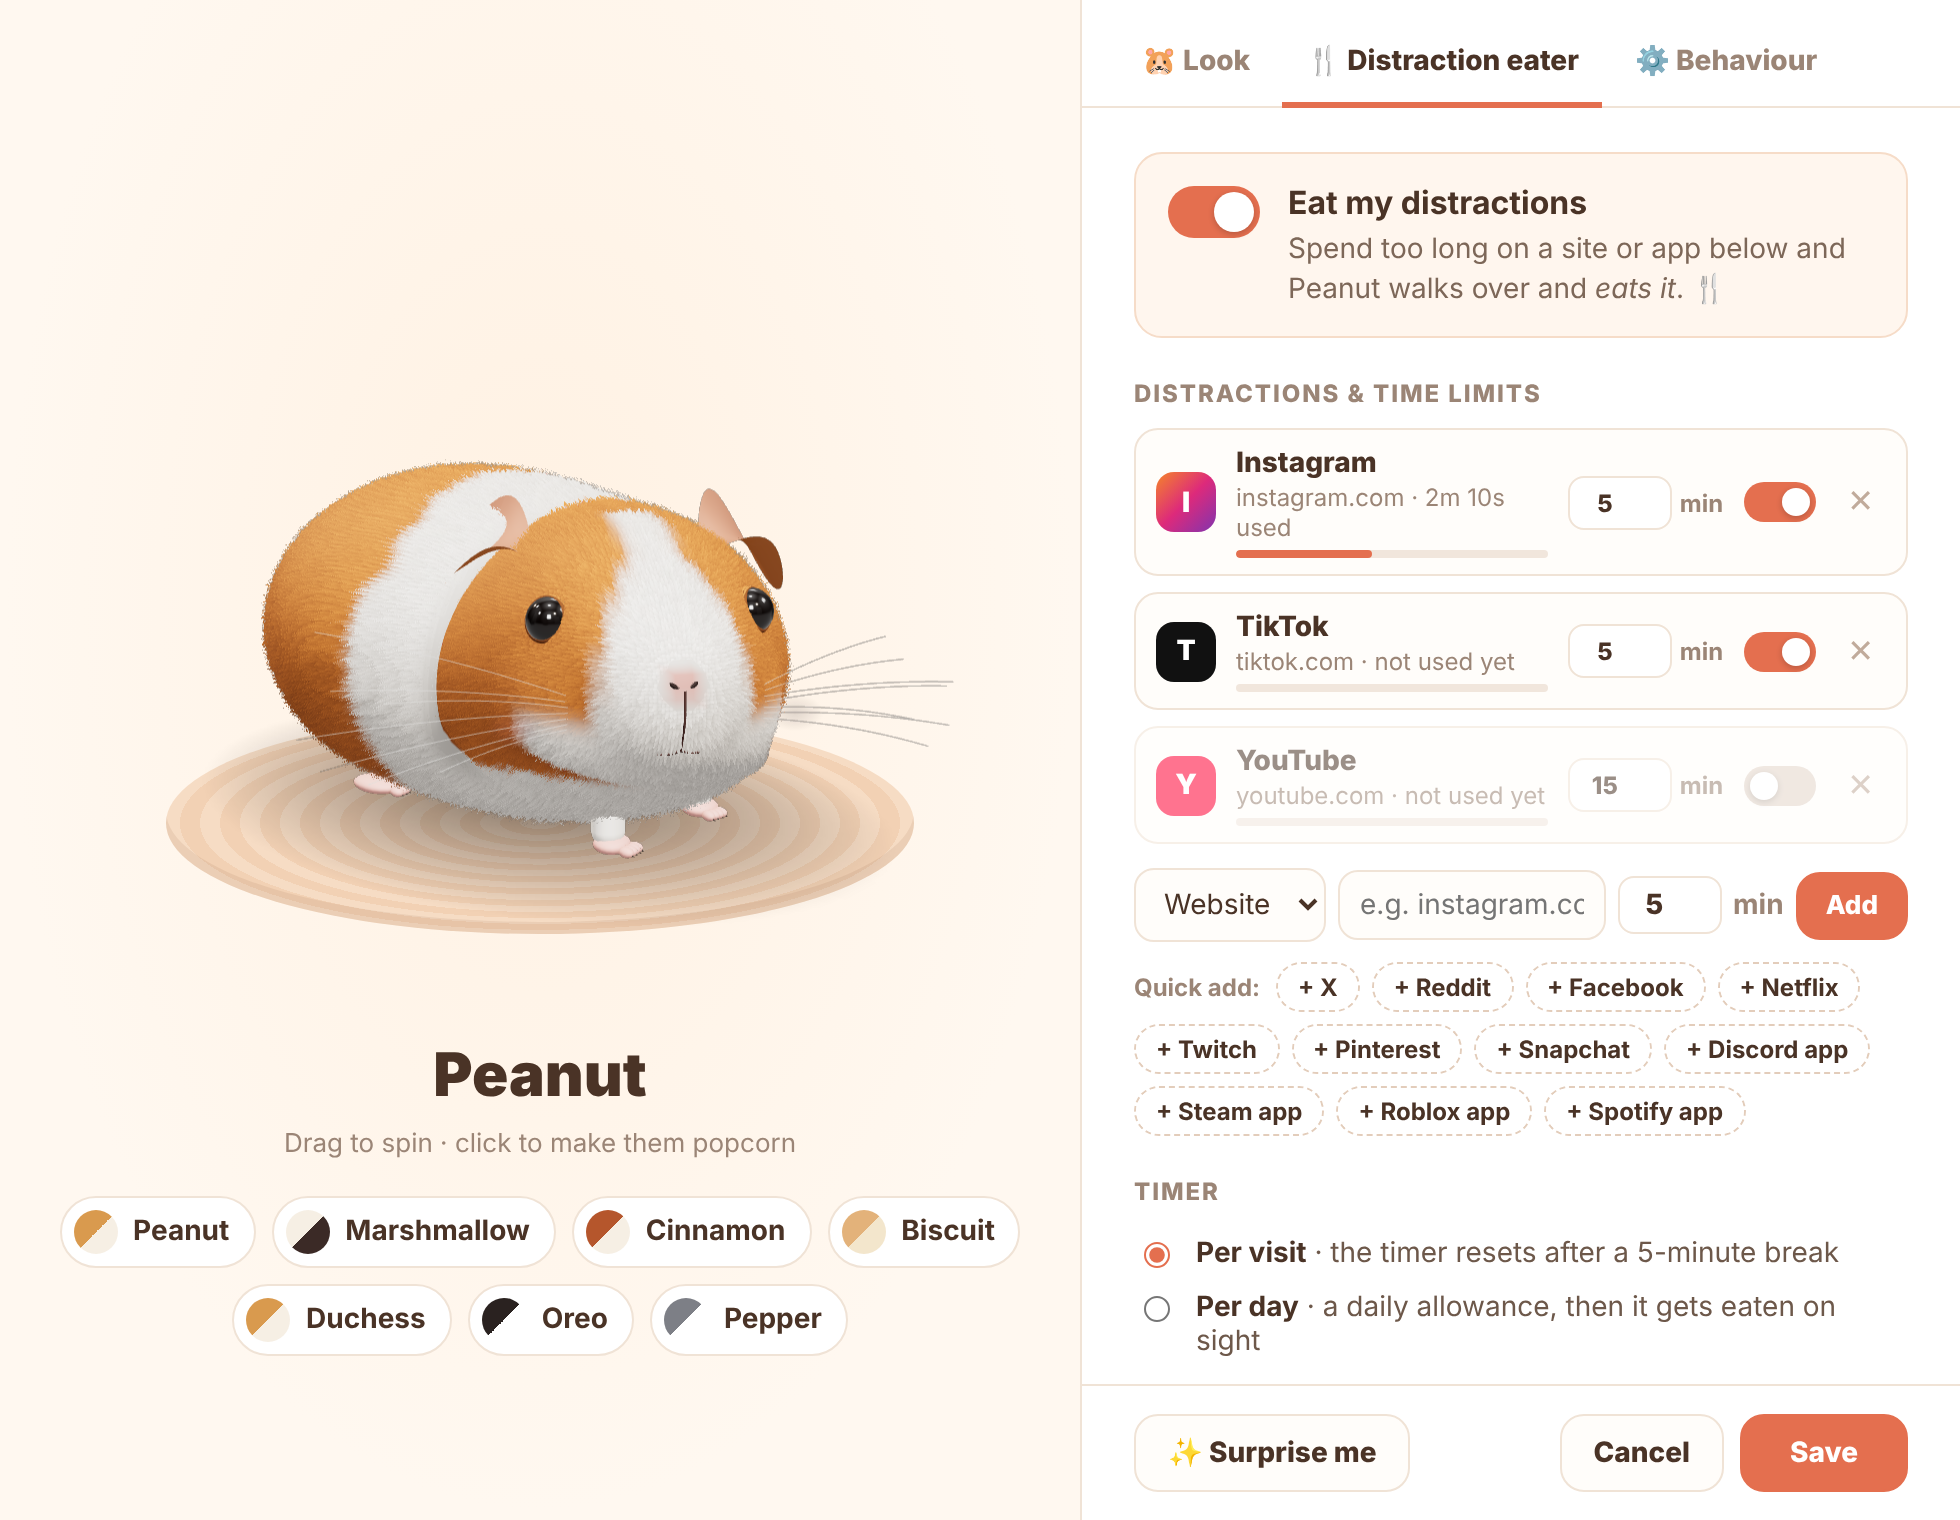 🐹 Look
🍴 Distraction eater
⚙️ Behaviour
Eat my distractions
Spend too long on a site or app below and
Peanut walks over and eats it. 🍴
DISTRACTIONS & TIME LIMITS
I
Instagram
instagram.com · 2m 10s
used
5 min ✕
T
TikTok
tiktok.com · not used yet
5 min ✕
Y
YouTube
youtube.com · not used yet
15 min ✕
Website e.g. instagram.cc 5 min Add
Quick add: + X + Reddit + Facebook + Netflix
+ Twitch + Pinterest + Snapchat + Discord app
+ Steam app + Roblox app + Spotify app
TIMER
Per visit · the timer resets after a 5-minute break
Per day · a daily allowance, then it gets eaten on
sight
✨ Surprise me Cancel Save
Peanut
Drag to spin · click to make them popcorn
Peanut Marshmallow Cinnamon Biscuit
Duchess Oreo Pepper